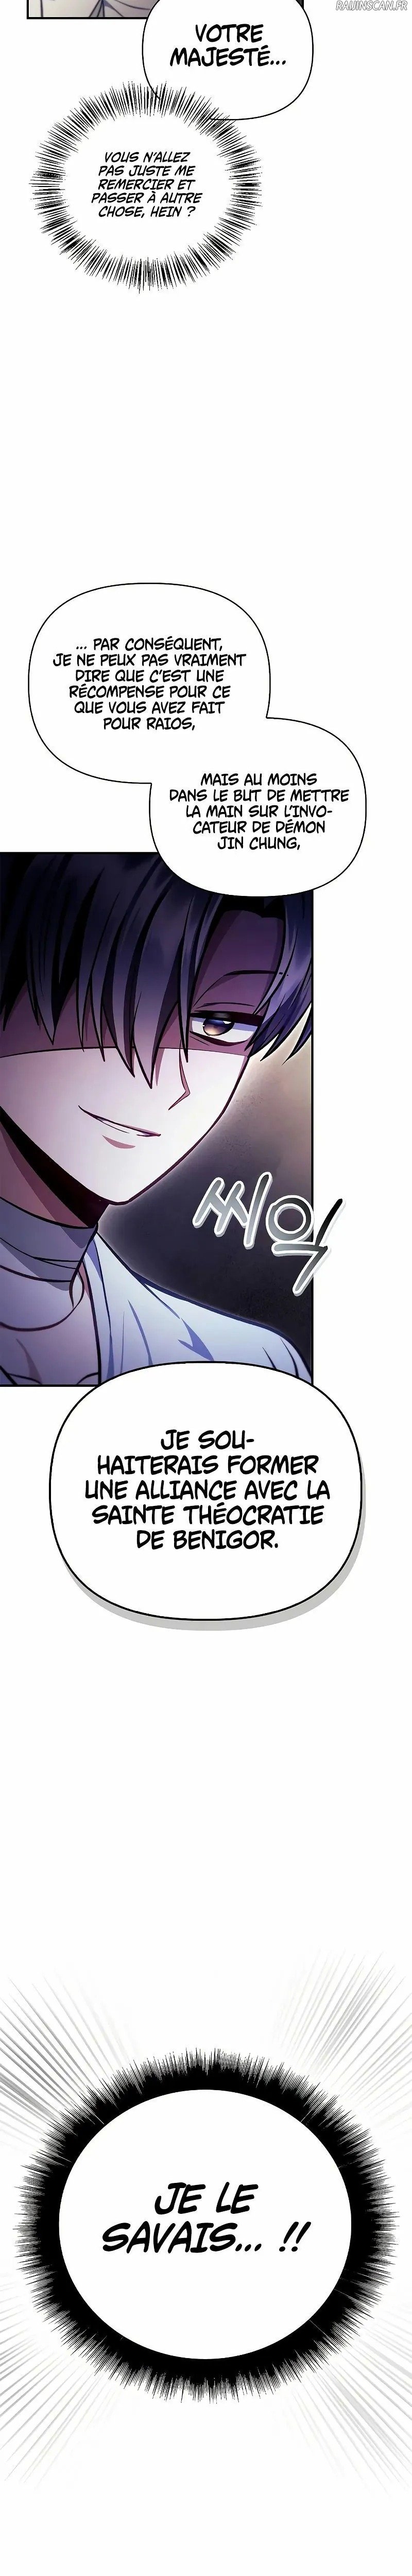 RAIJINSCAN.FR
VOTRE
MAJESTÉ...
VOUS N'ALLEZ
PAS JUSTE ME
REMERCIER ET
PASSER À AUTRE
CHOSE, HEIN ?
... PAR CONSÉQUENT,
JE NE PEUX PAS VRAIMENT
DIRE QUE C'EST UNE
RÉCOMPENSE POUR CE
QUE VOUS AVEZ FAIT
POUR RAIOS,
MAIS AU MOINS
DANS LE BUT DE METTRE
LA MAIN SUR L'INVO-
CATEUR DE DÉMON
JIN CHUNG,
씨익
JE SOU-
HAITERAIS FORMER
UNE ALLIANCE AVEC LA
SAINTE THÉOCRATIE
DE BENIGOR.
JE LE
SAVAIS... !!